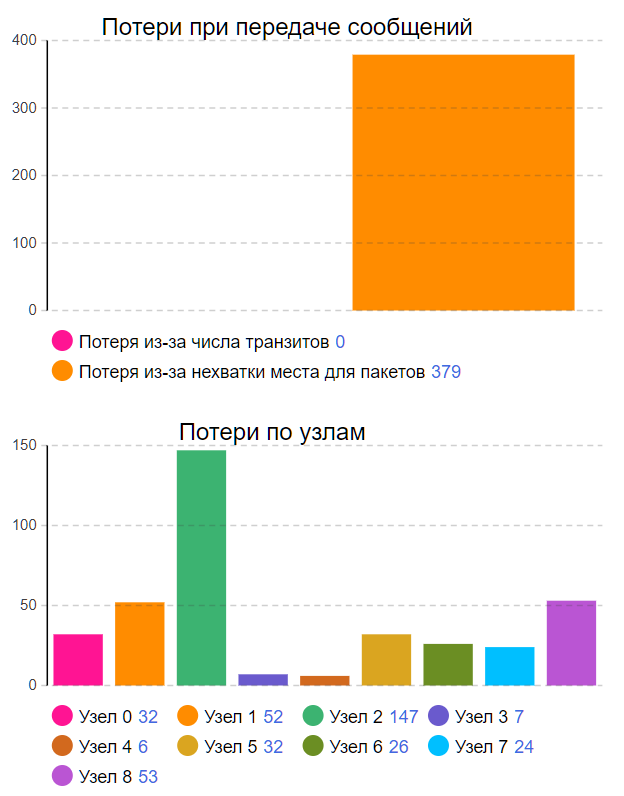 Потери при передаче сообщений
400
300
200
100
0
Потеря из-за числа транзитов 0
Потеря из-за нехватки места для пакетов 379
Потери по узлам
150
100
50
0
Узел 0 32 Узел 1 52 Узел 2 147 Узел 3 7
Узел 4 6 Узел 5 32 Узел 6 26 Узел 7 24
Узел 8 53